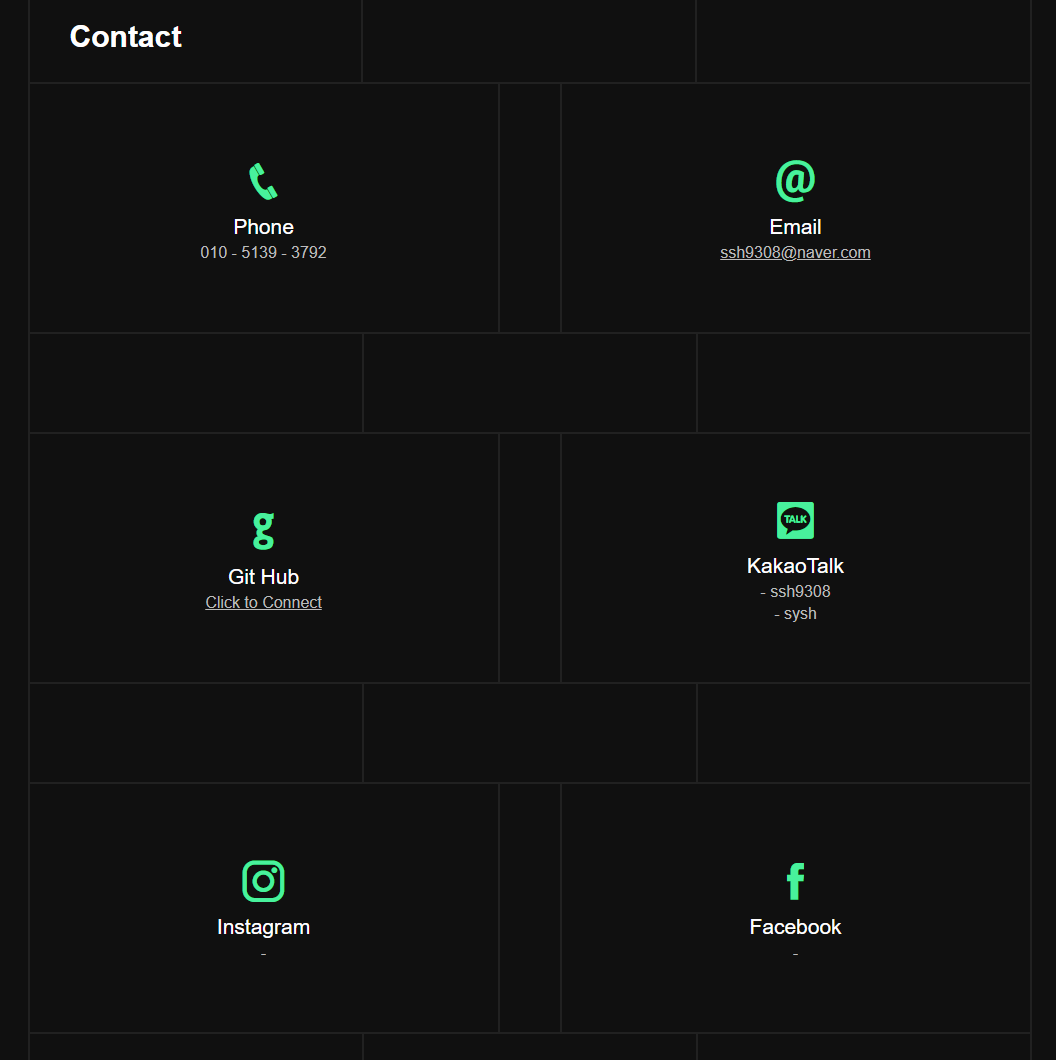 Contact
Phone
010 - 5139 - 3792
@
Email
ssh9308@naver.com
g
Git Hub
Click to Connect
TALK
KakaoTalk
- ssh9308
- sysh
Instagram
-
f
Facebook
-